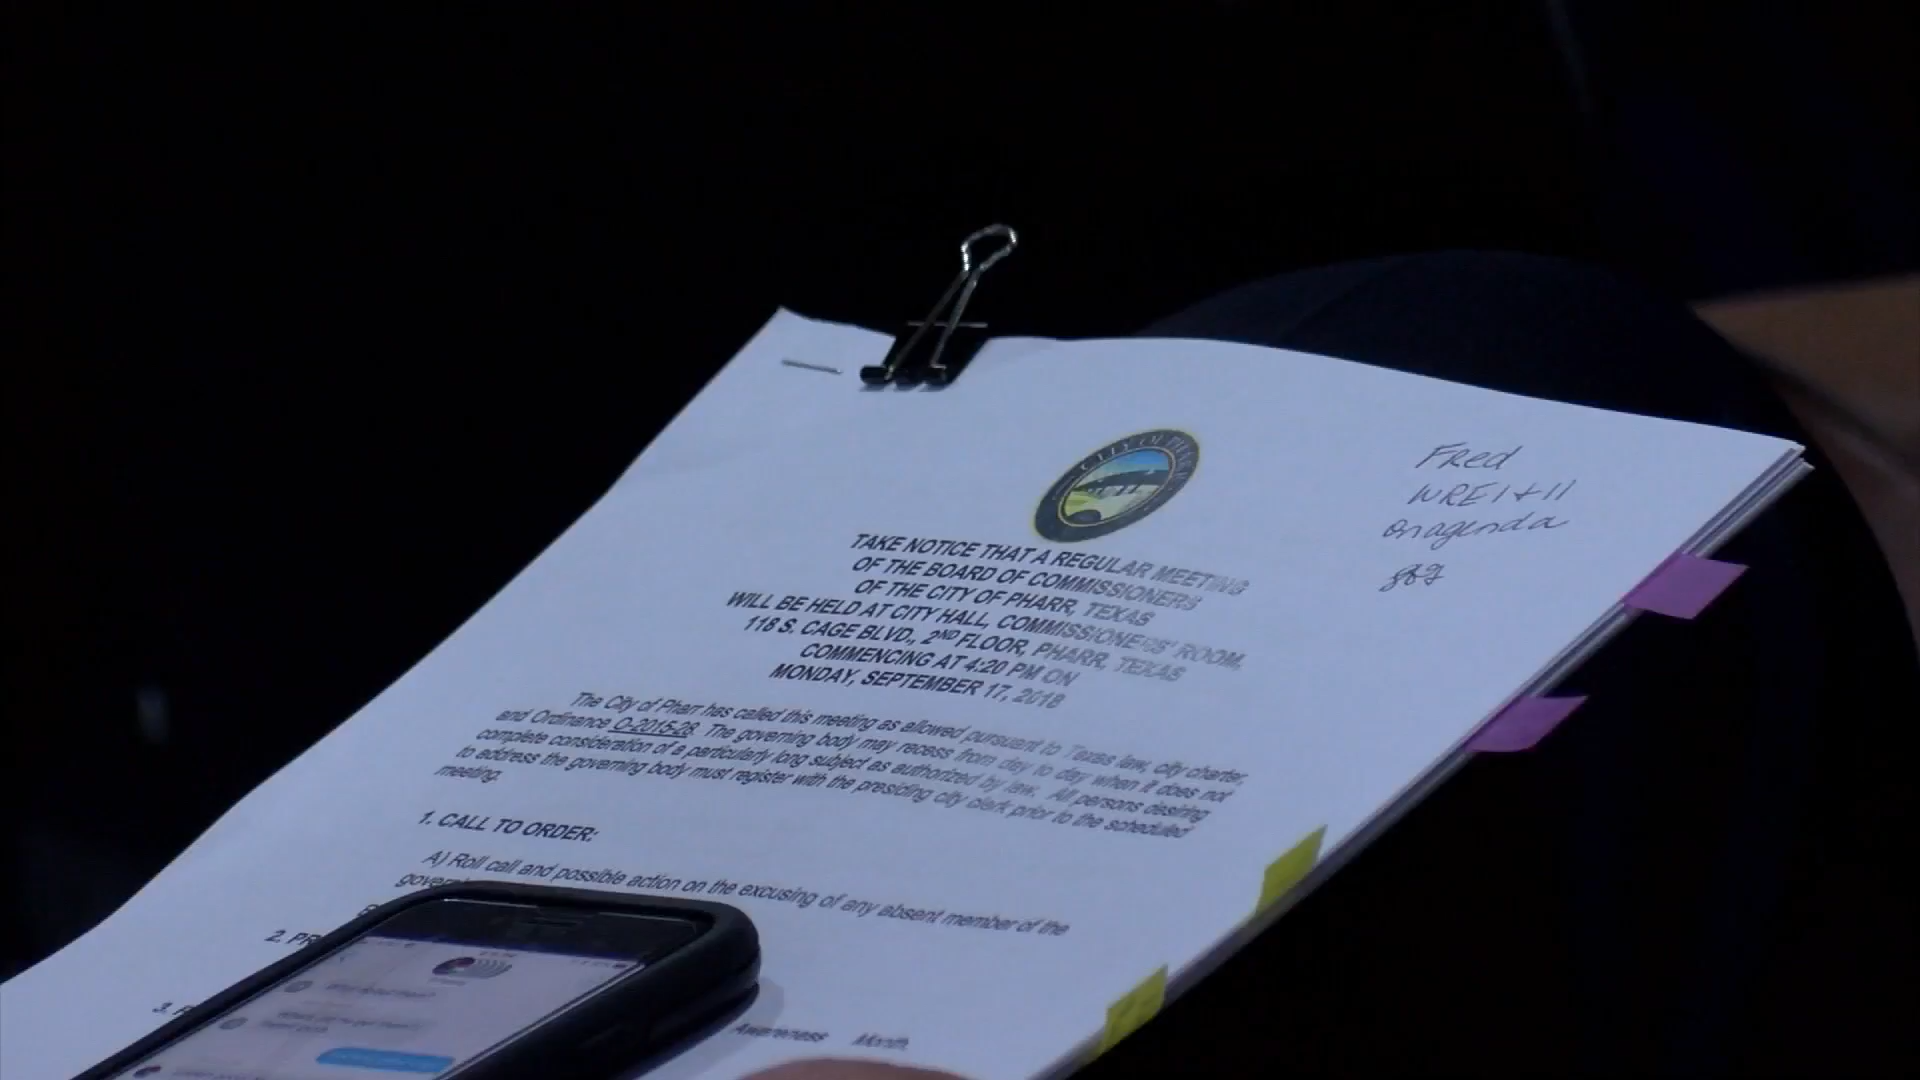 CITY OF PHARR
Fred
WRE I + II
on agenda
TAKE NOTICE THAT A REGULAR MEETING
OF THE BOARD OF COMMISSIONERS
OF THE CITY OF PHARR, TEXAS
WILL BE HELD AT CITY HALL, COMMISSIONERS' ROOM,
118 S. CAGE BLVD., 2ND FLOOR, PHARR, TEXAS
COMMENCING AT 4:20 PM ON
MONDAY, SEPTEMBER 17, 2018
The City of Pharr has called this meeting as allowed pursuant to Texas law, city charter,
and Ordinance O-2015-28. The governing body may recess from day to day when it does not
complete consideration of a particularly long subject as authorized by law. All persons desiring
to address the governing body must register with the presiding city clerk prior to the scheduled
meeting.
1. CALL TO ORDER:
A) Roll call and possible action on the excusing of any absent member of the
2.
3.
Awareness Month